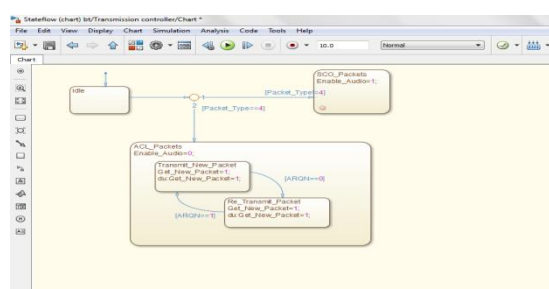 Stateflow (chart) bt/Transmission controller/Chart *
File Edit View Display Chart Simulation Analysis Code Tools Help
10.0
Normal
Chart
Idle
1
2
[Packet_Type==4]
[Packet_Type=4]
SCO_Packets
Enable_Audio=1;
ACL_Packets
Enable_Audio=0;
Transmit_New_Packet
Get_New_Packet=1;
du:Get_New_Packet=1;
[ARQN==0]
[ARQN==1]
Re_Transmit_Packet
Get_New_Packet=1;
du:Get_New_Packet=1;